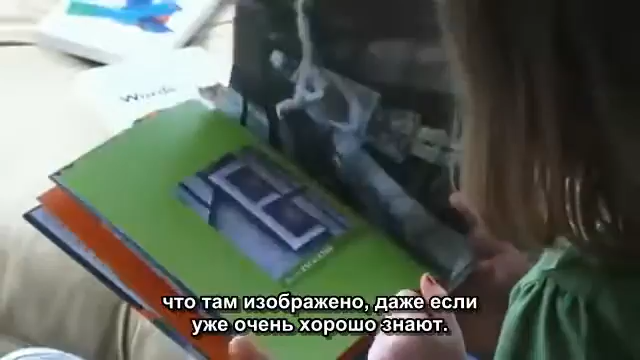 Words
что там изображено, даже если
уже очень хорошо знают.